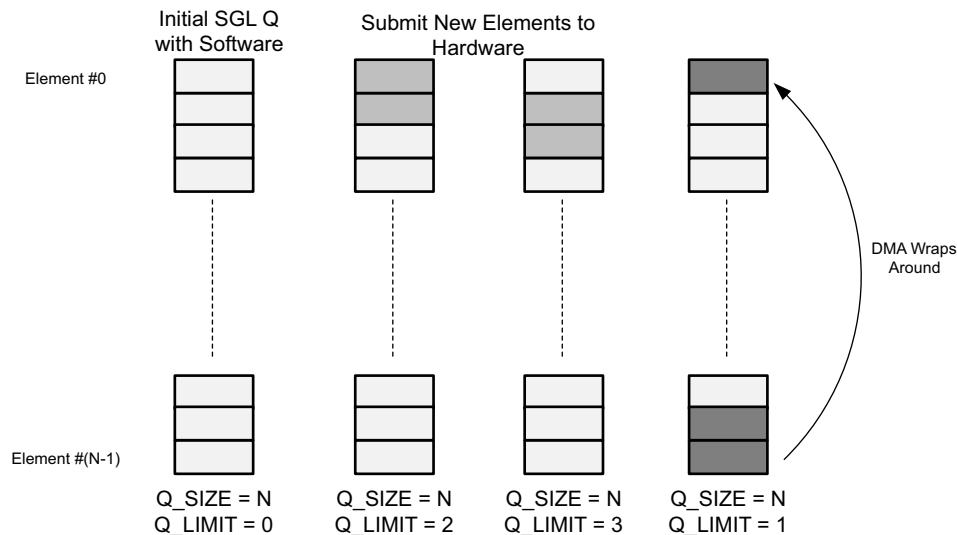 Initial SGL Q
with Software
Submit New Elements to
Hardware
Element #0
DMA Wraps
Around
Element #(N-1)
Q_SIZE = N
Q_LIMIT = 0
Q_SIZE = N
Q_LIMIT = 2
Q_SIZE = N
Q_LIMIT = 3
Q_SIZE = N
Q_LIMIT = 1